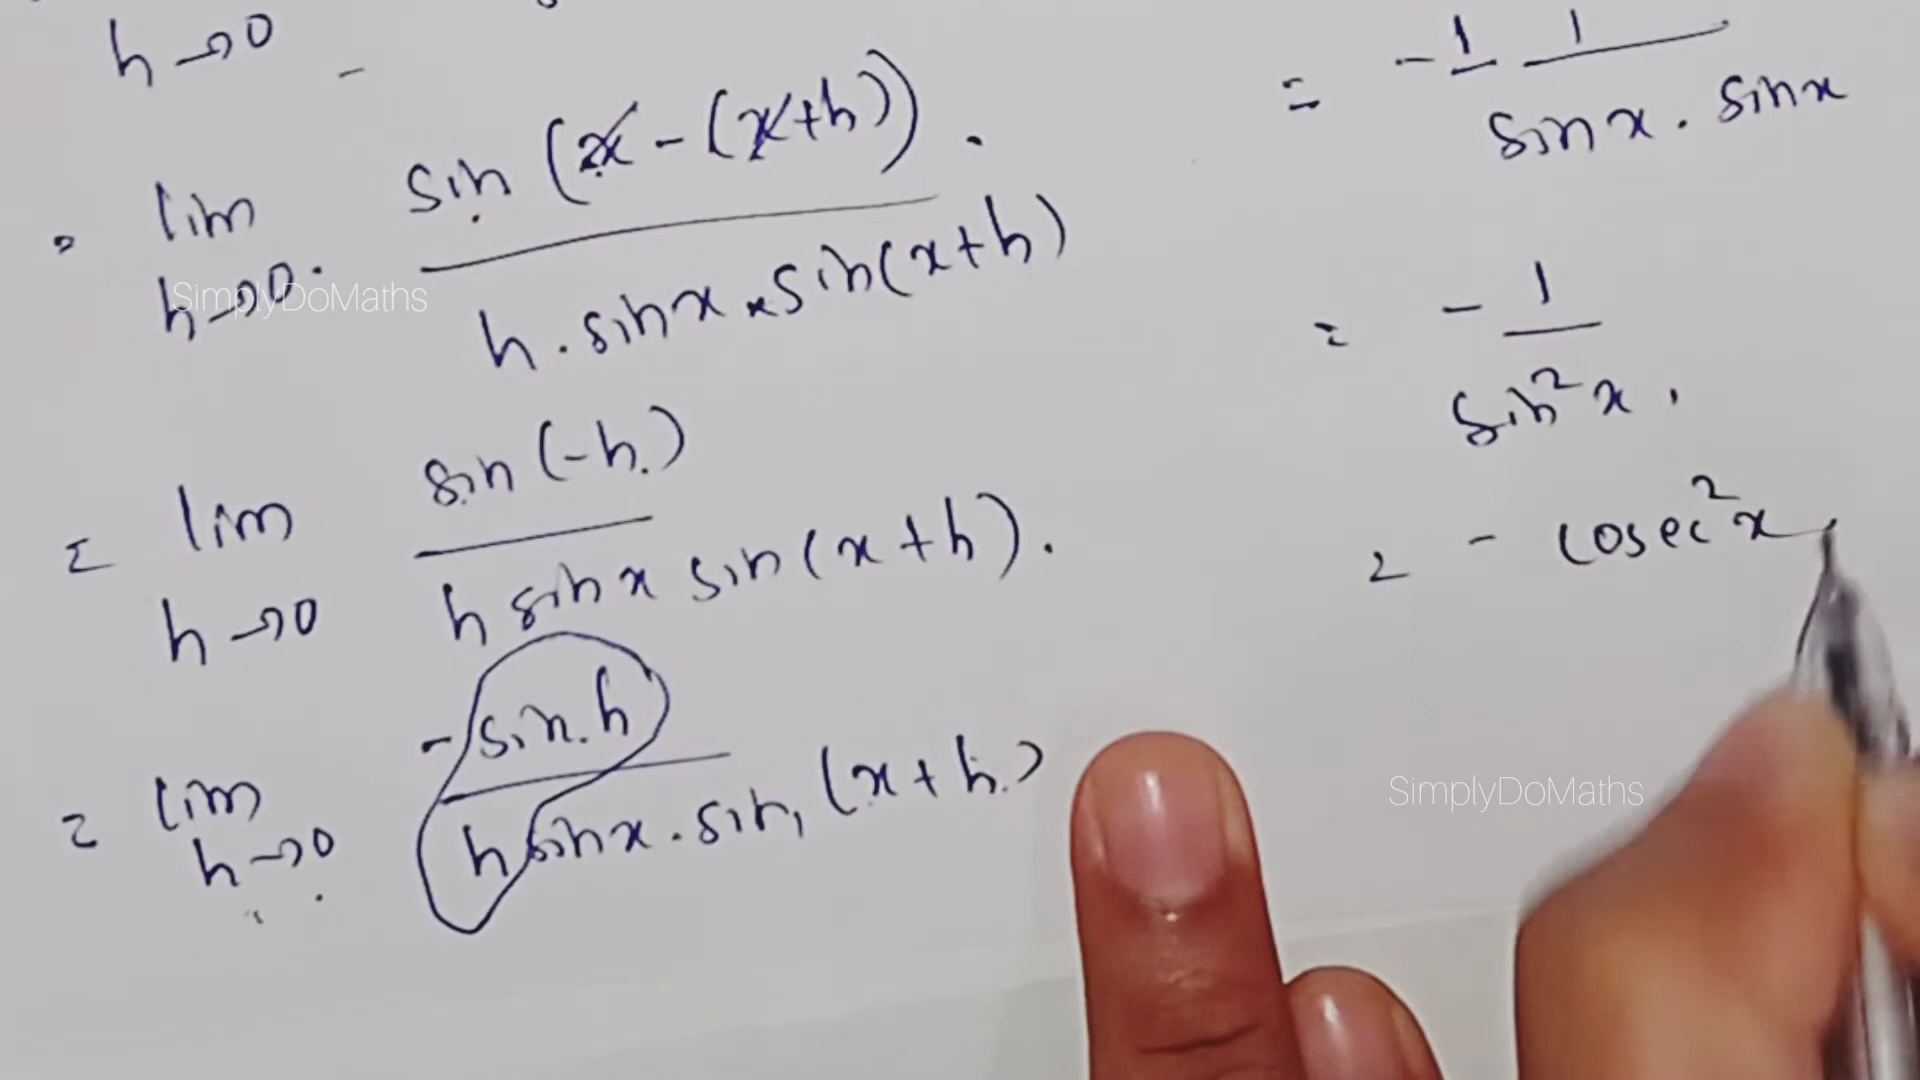 h→0
= lim sin (x - (x+h)) .
h→0 h . sinx × sin(x+h)
SimplyDoMaths
= lim sin (-h)
h→0 h sinx sin (x+h) .
= lim -sin.h
h→0 h sinx . sin (x+h)
= -1 1
sinx . sinx
= - 1
sin²x .
= - cosec²x
SimplyDoMaths